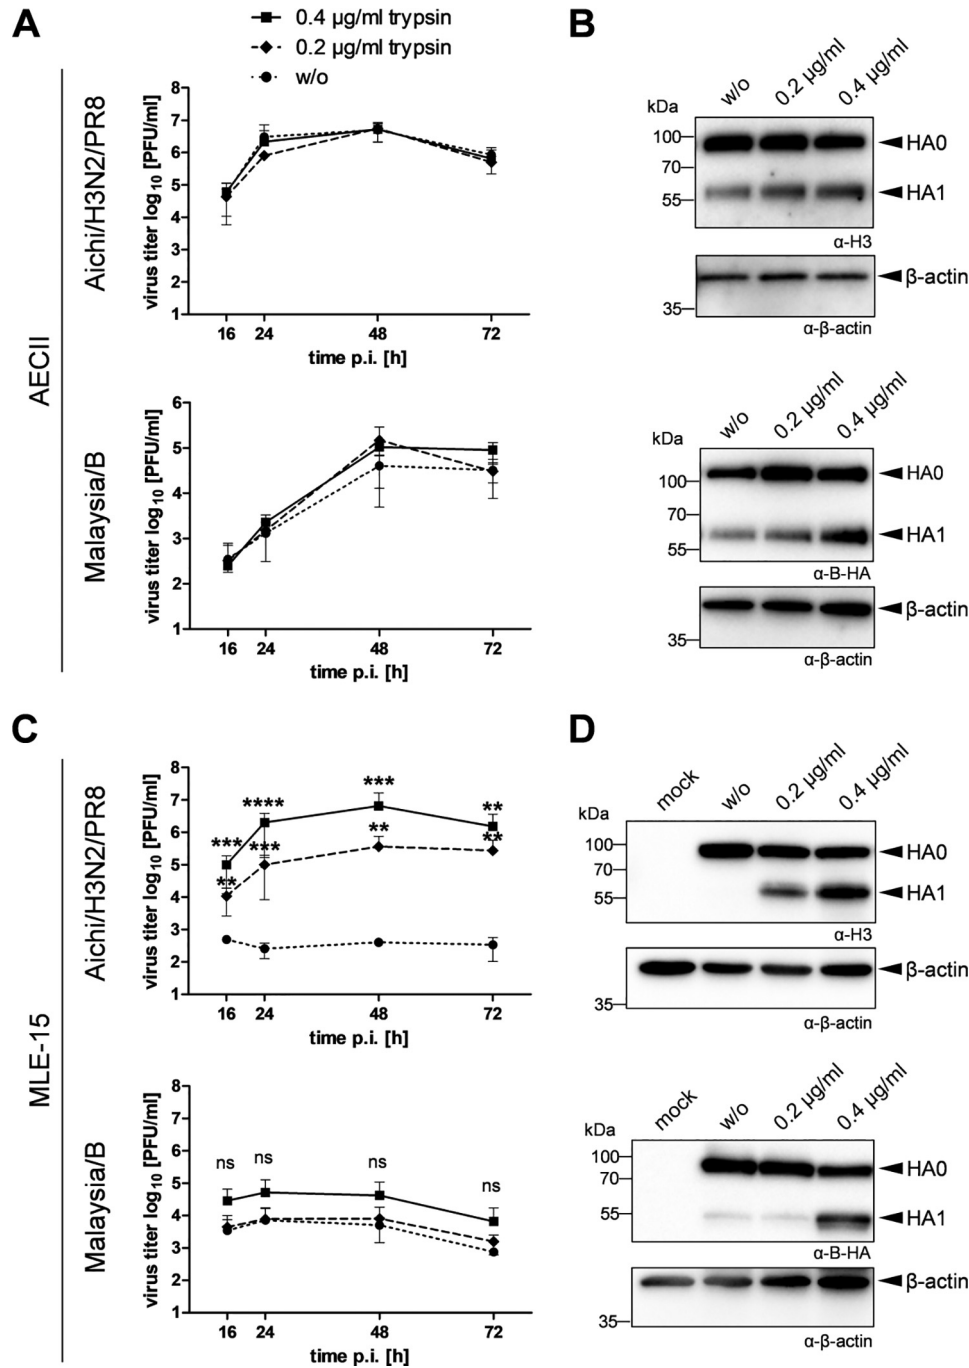 A
0.4 µg/ml trypsin
0.2 µg/ml trypsin
w/o
AECII
Aichi/H3N2/PR8
virus titer log10 [PFU/ml]
8
7
6
5
4
3
2
1
16 24 48 72
time p.i. [h]
Malaysia/B
virus titer log10 [PFU/ml]
6
5
4
3
2
1
16 24 48 72
time p.i. [h]
B
w/o 0.2 µg/ml 0.4 µg/ml
kDa
100
70
55
HA0
HA1
α-H3
35
β-actin
α-β-actin
w/o 0.2 µg/ml 0.4 µg/ml
kDa
100
70
55
HA0
HA1
α-B-HA
35
β-actin
α-β-actin
C
MLE-15
Aichi/H3N2/PR8
virus titer log10 [PFU/ml]
8
7
6
5
4
3
2
1
*** **** *** **
** *** ** **
16 24 48 72
time p.i. [h]
Malaysia/B
virus titer log10 [PFU/ml]
8
7
6
5
4
3
2
1
ns ns ns ns
16 24 48 72
time p.i. [h]
D
mock w/o 0.2 µg/ml 0.4 µg/ml
kDa
100
70
55
HA0
HA1
α-H3
35
β-actin
α-β-actin
mock w/o 0.2 µg/ml 0.4 µg/ml
kDa
100
70
55
HA0
HA1
α-B-HA
35
β-actin
α-β-actin